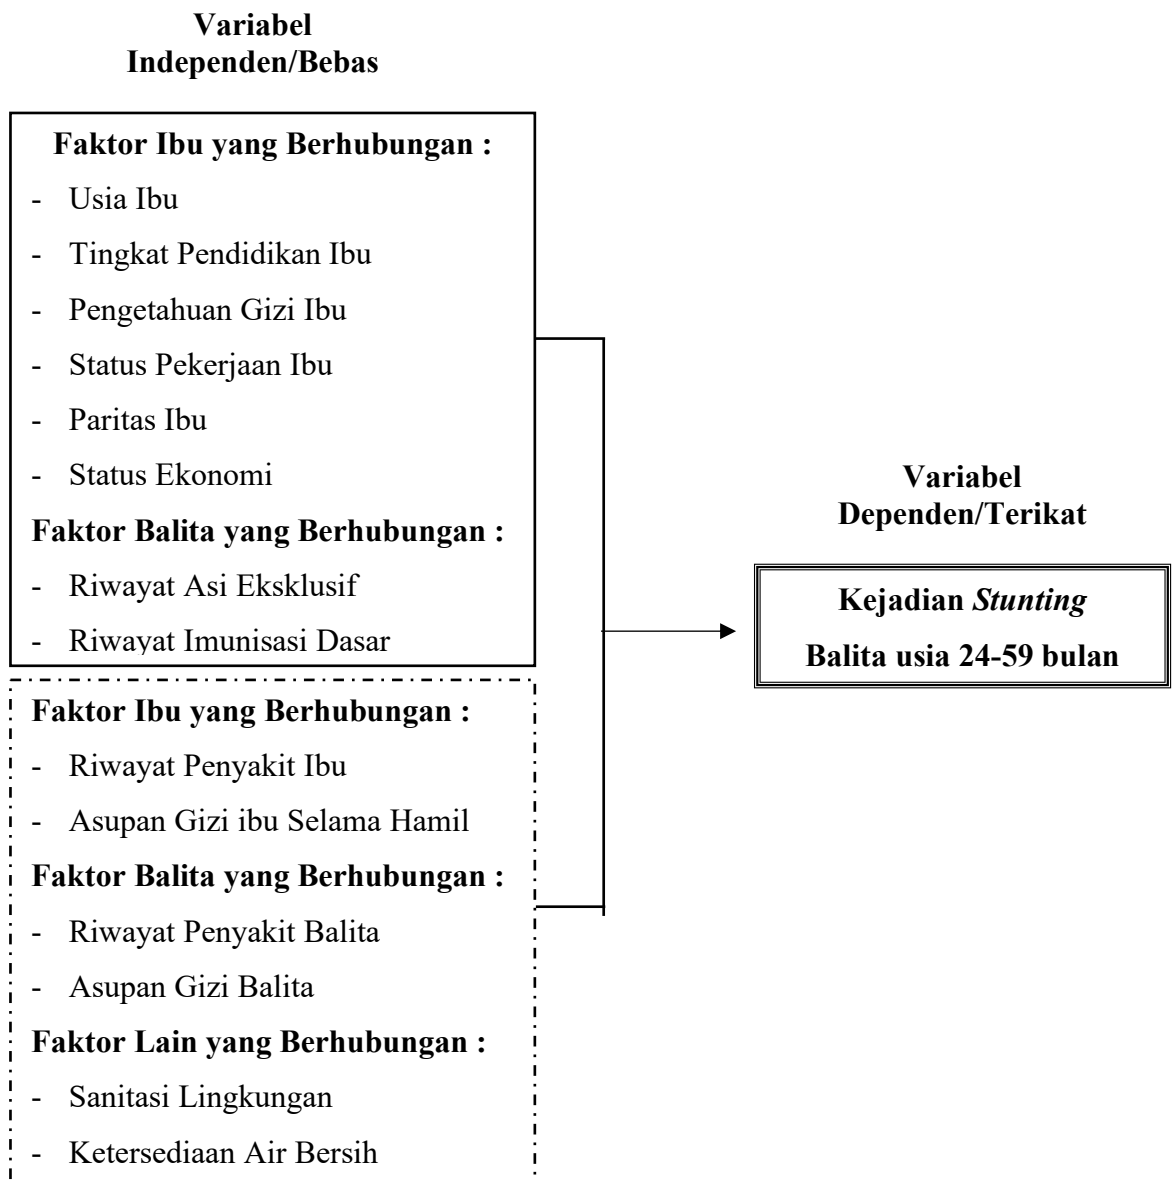 Variabel
Independen/Bebas
Faktor Ibu yang Berhubungan :
- Usia Ibu
- Tingkat Pendidikan Ibu
- Pengetahuan Gizi Ibu
- Status Pekerjaan Ibu
- Paritas Ibu
- Status Ekonomi
Faktor Balita yang Berhubungan :
- Riwayat Asi Eksklusif
- Riwayat Imunisasi Dasar
Faktor Ibu yang Berhubungan :
- Riwayat Penyakit Ibu
- Asupan Gizi ibu Selama Hamil
Faktor Balita yang Berhubungan :
- Riwayat Penyakit Balita
- Asupan Gizi Balita
Faktor Lain yang Berhubungan :
- Sanitasi Lingkungan
- Ketersediaan Air Bersih
Variabel
Dependen/Terikat
Kejadian Stunting
Balita usia 24-59 bulan